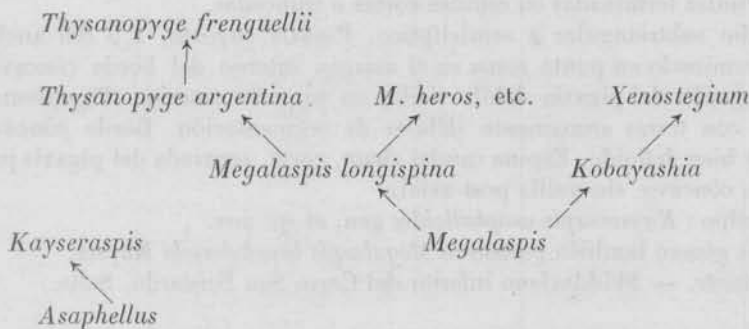 Thysanopyge frenguellii
Thysanopyge argentina M. heros, etc. Xenostegium
Megalaspis longispina Kobayashia
Kayseraspis Megalaspis
Asaphellus